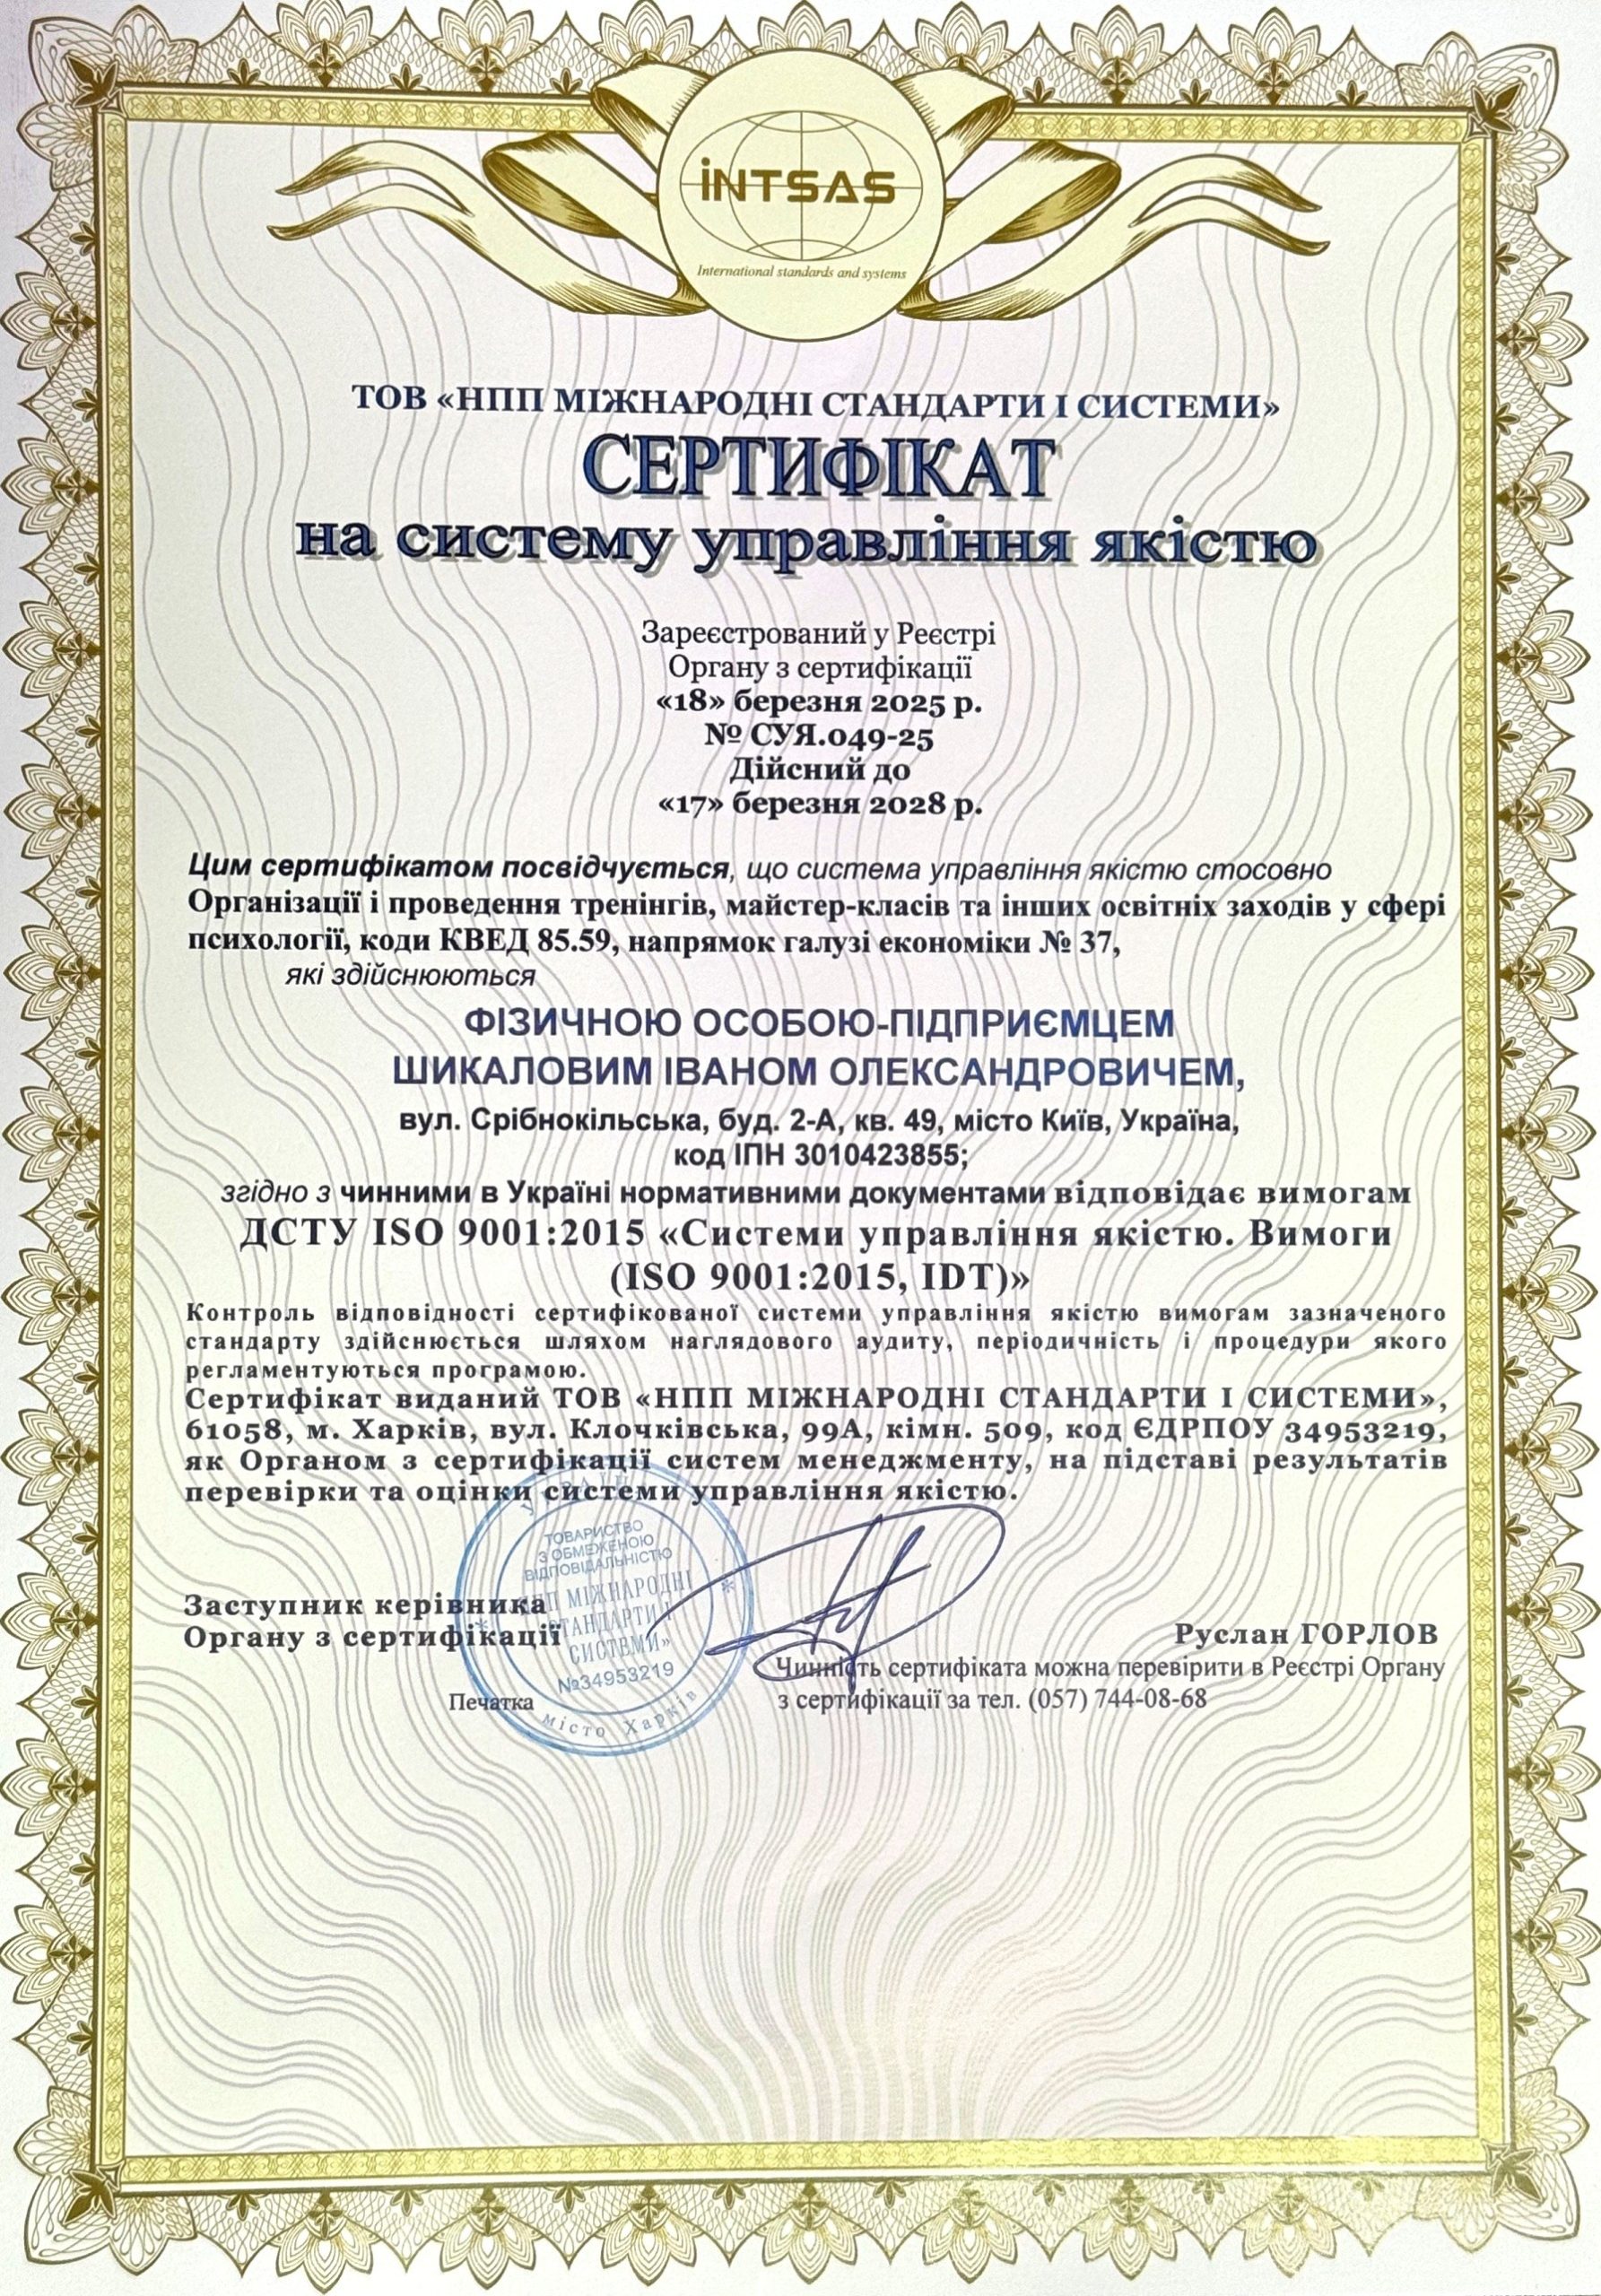 INTSAS
International standards and systems
ТОВ «НПП МІЖНАРОДНІ СТАНДАРТИ І СИСТЕМИ»
СЕРТИФІКАТ
на систему управління якістю
Зареєстрований у Реєстрі
Органу з сертифікації
«18» березня 2025 р.
№ СУЯ.049-25
Дійсний до
«17» березня 2028 р.
Цим сертифікатом посвідчується, що система управління якістю стосовно
Організації і проведення тренінгів, майстер-класів та інших освітніх заходів у сфері
психології, коди КВЕД 85.59, напрямок галузі економіки № 37,
які здійснюються
ФІЗИЧНОЮ ОСОБОЮ-ПІДПРИЄМЦЕМ
ШИКАЛОВИМ ІВАНОМ ОЛЕКСАНДРОВИЧЕМ,
вул. Срібнокільська, буд. 2-А, кв. 49, місто Київ, Україна,
код ІПН 3010423855;
згідно з чинними в Україні нормативними документами відповідає вимогам
ДСТУ ISO 9001:2015 «Системи управління якістю. Вимоги
(ISO 9001:2015, IDT)»
Контроль відповідності сертифікованої системи управління якістю вимогам зазначеного
стандарту здійснюється шляхом наглядового аудиту, періодичність і процедури якого
регламентуються програмою.
Сертифікат виданий ТОВ «НПП МІЖНАРОДНІ СТАНДАРТИ І СИСТЕМИ»,
61058, м. Харків, вул. Клочківська, 99А, кімн. 509, код ЄДРПОУ 34953219,
як Органом з сертифікації систем менеджменту, на підставі результатів
перевірки та оцінки системи управління якістю.
УКРАЇНА
ТОВАРИСТВО
З ОБМЕЖЕНОЮ
ВІДПОВІДАЛЬНІСТЮ
«НПП МІЖНАРОДНІ
СТАНДАРТИ І
СИСТЕМИ»
№34953219
місто Харків
Заступник керівника
Органу з сертифікації
Руслан ГОРЛОВ
Печатка
Чинність сертифіката можна перевірити в Реєстрі Органу
з сертифікації за тел. (057) 744-08-68